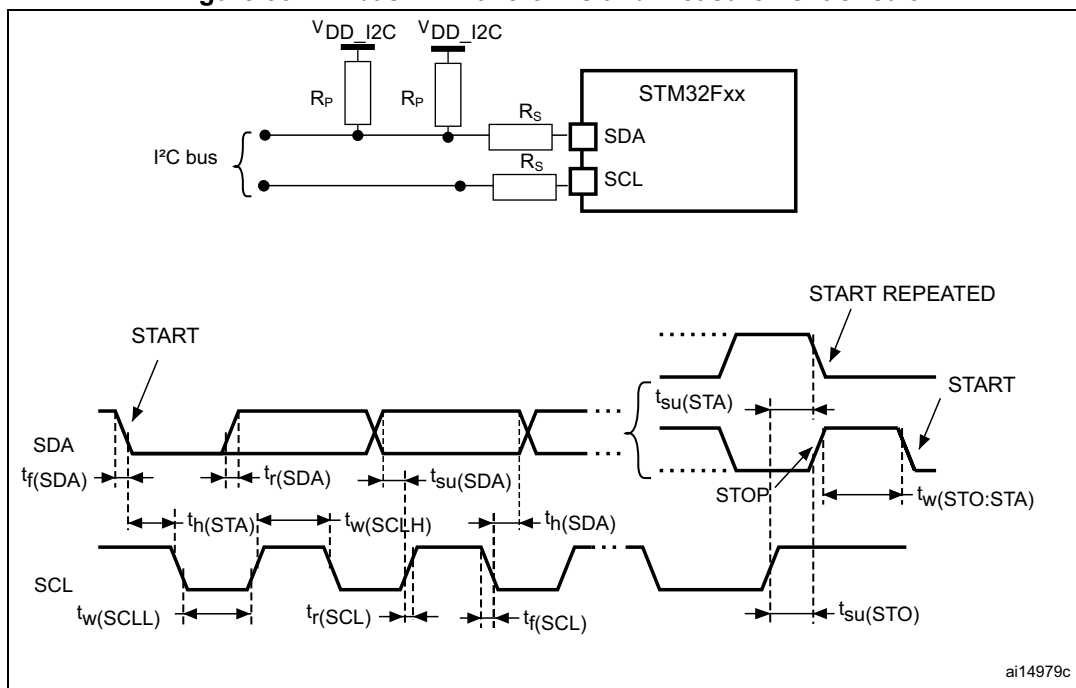 VDD_I2C VDD_I2C
STM32Fxx
RP RP
RS
SDA
I²C bus
RS
SCL
START REPEATED
START
START
tsu(STA)
SDA
tf(SDA) tr(SDA) tsu(SDA)
STOP
tw(STO:STA)
th(STA) tw(SCLH) th(SDA)
SCL
tw(SCLL) tr(SCL) tf(SCL) tsu(STO)
ai14979c